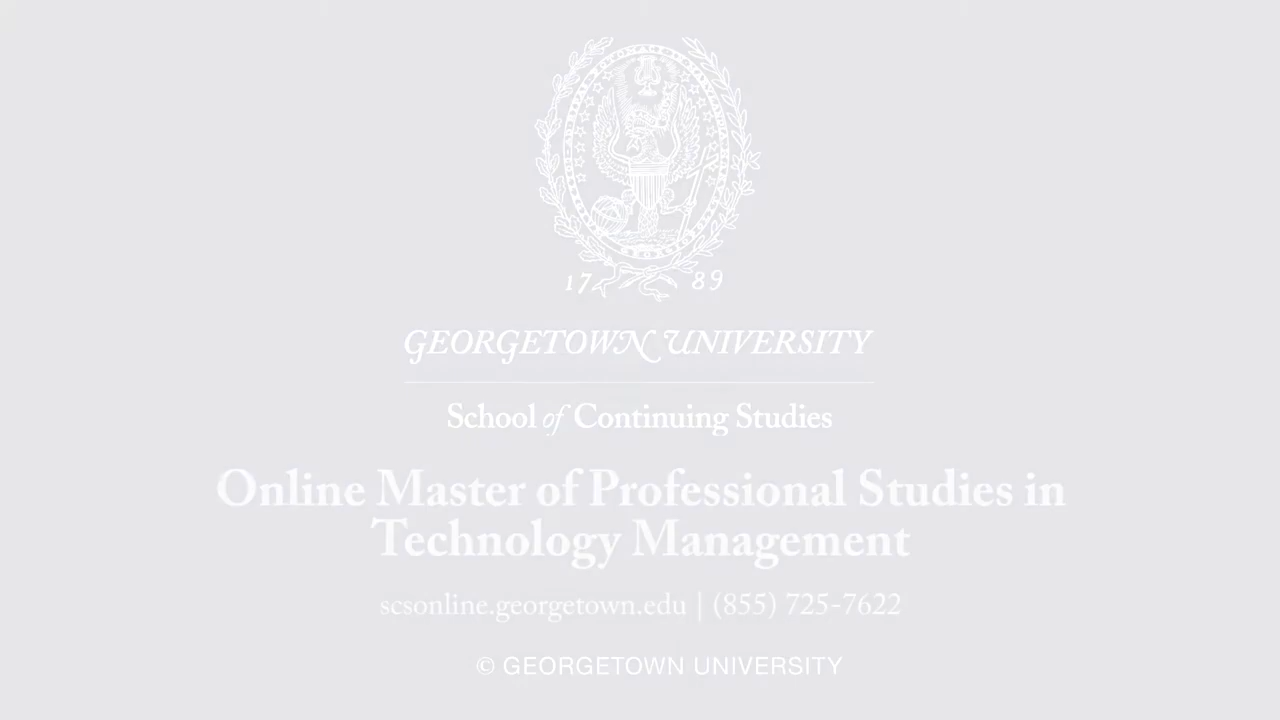 17 89
GEORGETOWN UNIVERSITY
School of Continuing Studies
Online Master of Professional Studies in
Technology Management
scsonline.georgetown.edu | (855) 725-7622
© GEORGETOWN UNIVERSITY